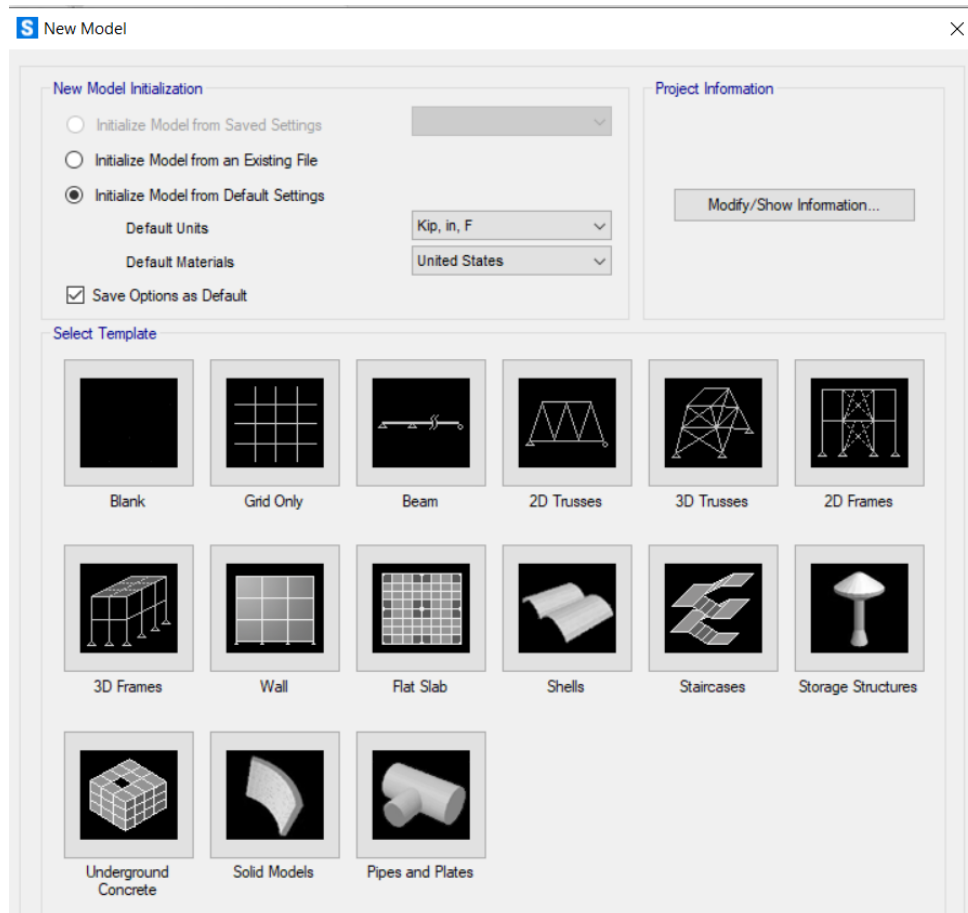 S New Model
New Model Initialization
Project Information
Initialize Model from Saved Settings
Initialize Model from an Existing File
Initialize Model from Default Settings
Modify/Show Information...
Default Units
Kip, in, F
Default Materials
United States
Save Options as Default
Select Template
Blank
Grid Only
Beam
2D Trusses
3D Trusses
2D Frames
3D Frames
Wall
Flat Slab
Shells
Staircases
Storage Structures
Underground
Concrete
Solid Models
Pipes and Plates